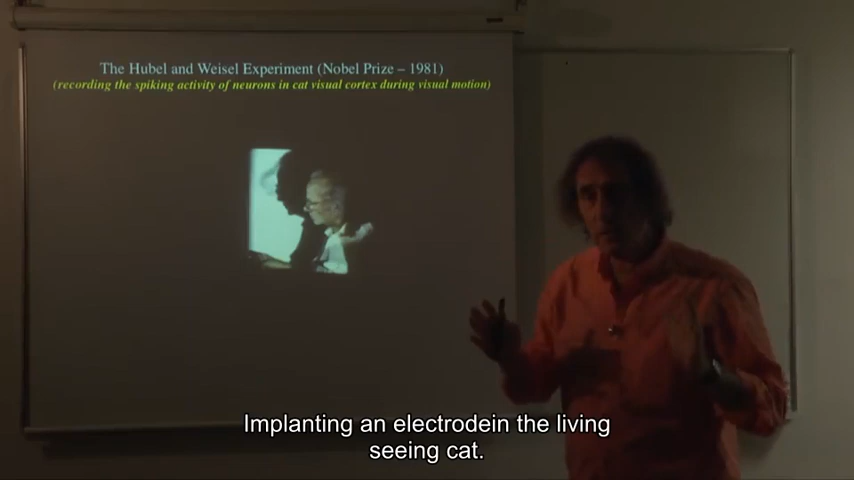 The Hubel and Weisel Experiment (Nobel Prize – 1981)
(recording the spiking activity of neurons in cat visual cortex during visual motion)
Implanting an electrodein the living
seeing cat.